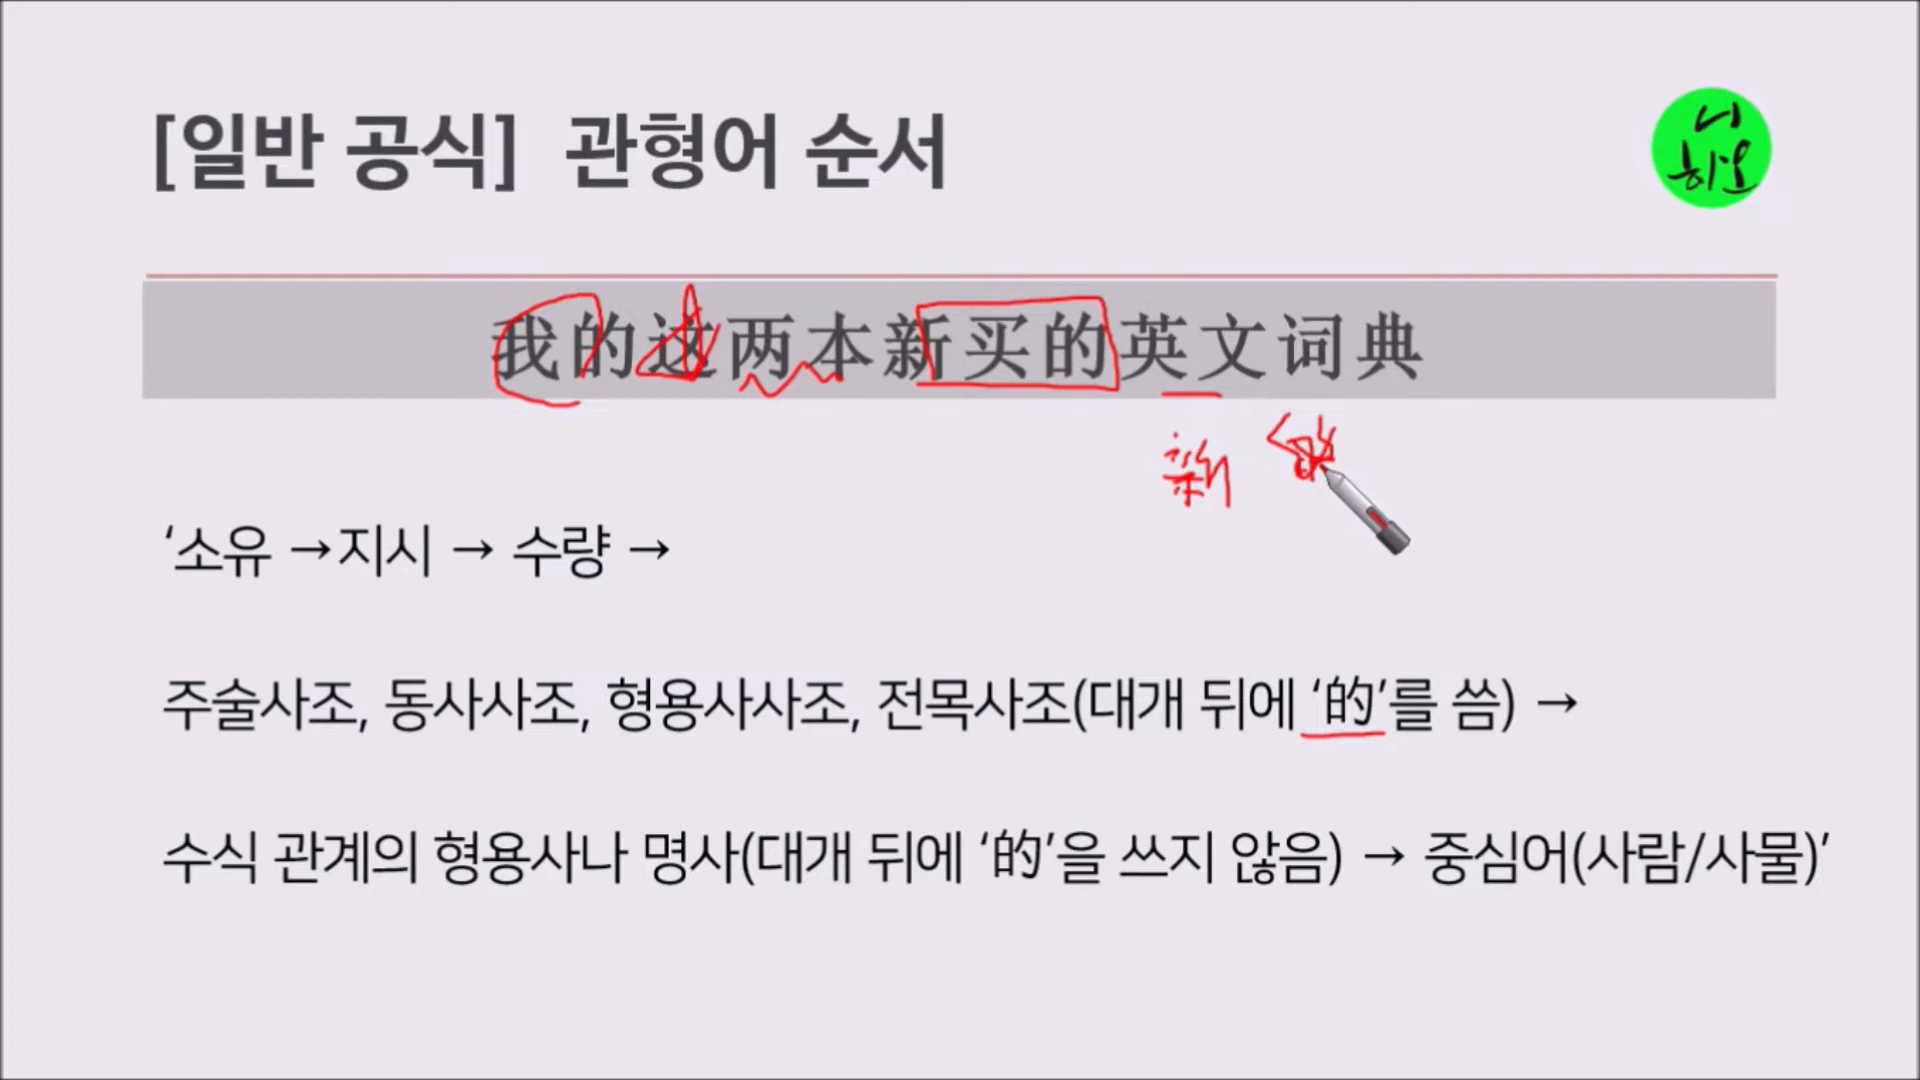 [일반 공식] 관형어 순서
니
하오
我的这两本新买的英文词典
新
‘소유 →지시 → 수량 →
주술사조, 동사사조, 형용사사조, 전목사조(대개 뒤에 ‘的’를 씀) →
수식 관계의 형용사나 명사(대개 뒤에 ‘的’을 쓰지 않음) → 중심어(사람/사물)’